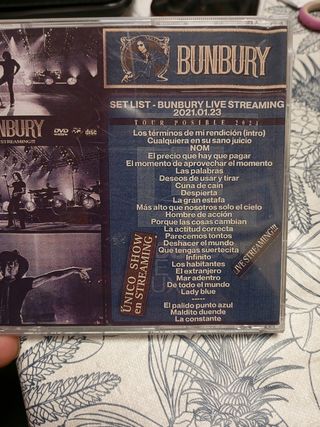 BUNBURY
SET LIST - BUNBURY LIVE STREAMING
2021.01.23
TOUR POSIBLE 2021
Los términos de mi rendición (intro)
Cualquiera en su sano juicio
NOM
El precio que hay que pagar
El momento de aprovechar el momento
Las palabras
Deseos de usar y tirar
Cuna de caín
Despierta
La gran estafa
Más alto que nosotros solo el cielo
Hombre de acción
Porque las cosas cambian
La actitud correcta
Parecemos tontos
Deshacer el mundo
Que tengas suertecita
Infinito
Los habitantes
El extranjero
Mar adentro
De todo el mundo
Lady blue
-----
El palido punto azul
Maldito duende
La constante
UNICO SHOW
en STREAMING
LIVE STREAMING!!!
NBURY
DVD
STREAMING!!!